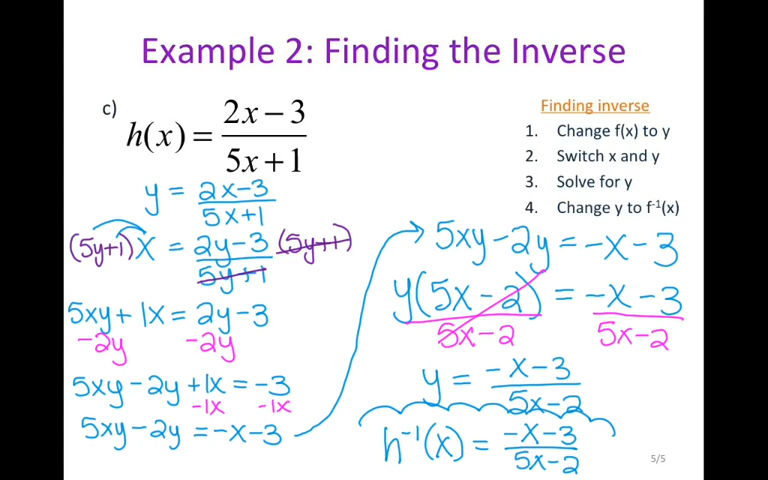 Example 2: Finding the Inverse
c)
h(x) = (2x − 3)/(5x + 1)
y = (2x−3)/(5x+1)
(5y+1)x = (2y−3)/(5y+1) (5y+1)
5xy + 1x = 2y − 3
−2y −2y
5xy − 2y + 1x = −3
−1x −1x
5xy − 2y = −x − 3
Finding inverse
1. Change f(x) to y
2. Switch x and y
3. Solve for y
4. Change y to f⁻¹(x)
5xy − 2y = −x − 3
y(5x − 2) = −x − 3
5x − 2 5x − 2
y = (−x − 3)/(5x − 2)
h⁻¹(x) = (−x − 3)/(5x − 2)
5/5